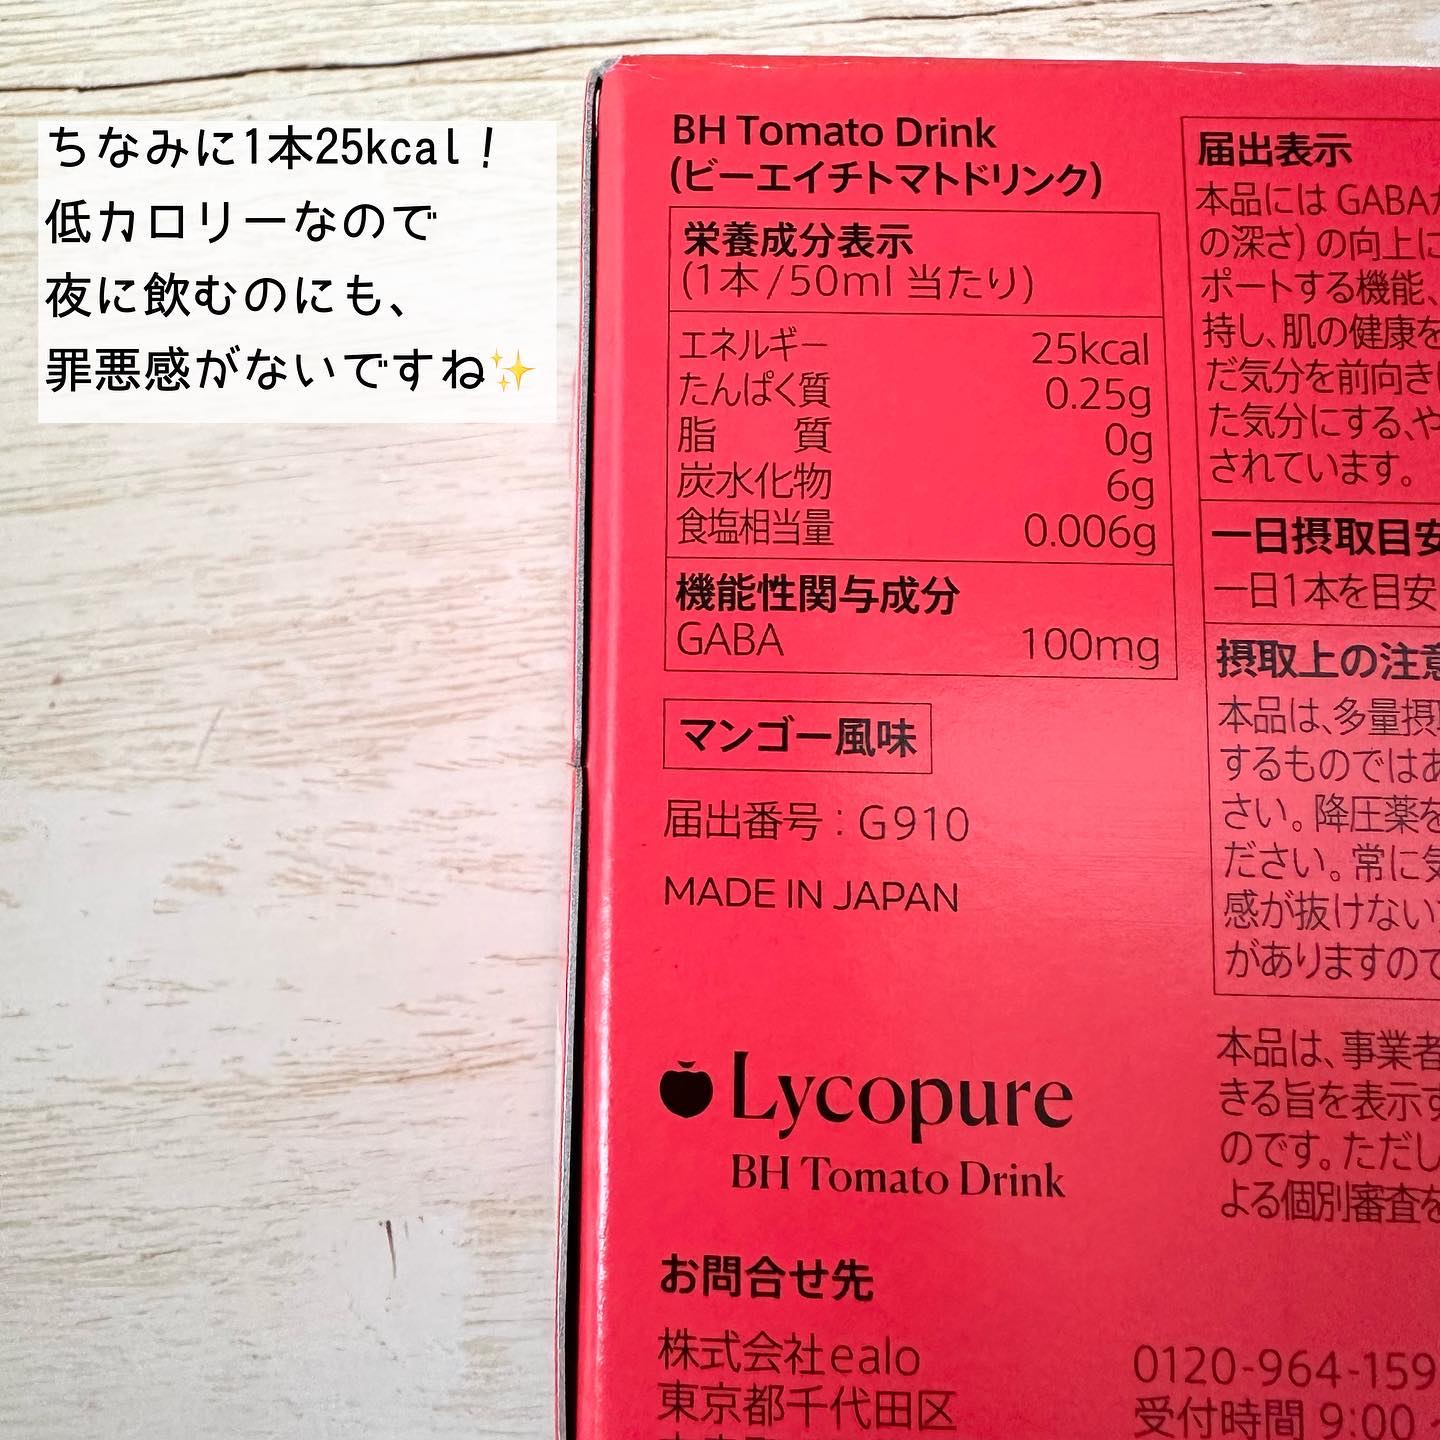 ちなみに1本25kcal！
低カロリーなので
夜に飲むのにも、
罪悪感がないですね✨
BH Tomato Drink
(ビーエイチトマトドリンク)
栄養成分表示
(1本/50ml 当たり)
エネルギー 25kcal
たんぱく質 0.25g
脂 質 0g
炭水化物 6g
食塩相当量 0.006g
機能性関与成分
GABA 100mg
マンゴー風味
届出番号：G910
MADE IN JAPAN
Lycopure
BH Tomato Drink
お問合せ先
株式会社ealo
東京都千代田区
0120-964-159
受付時間 9:00
届出表示
本品には GABA
の深さ）の向上に
ポートする機能、
持し、肌の健康を
だ気分を前向き
た気分にする、や
されています。
一日摂取目安
一日1本を目安
摂取上の注意
本品は、多量摂
するものではあ
さい。降圧薬を
ださい。常に気
感が抜けない
がありますので
本品は、事業者
きる旨を表示す
のです。ただし
よる個別審査を